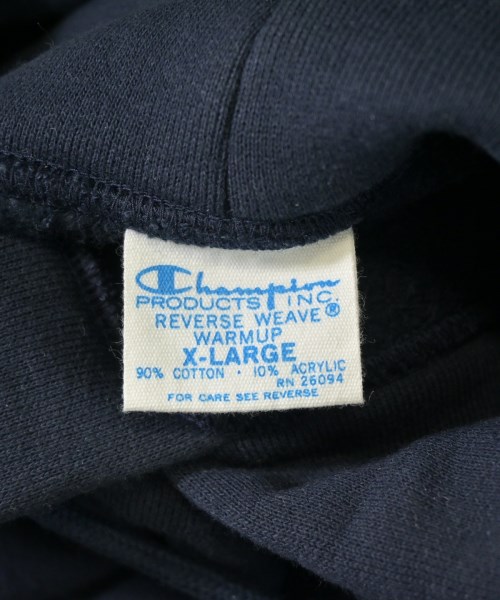 Champion
PRODUCTS INC.
REVERSE WEAVE®
WARMUP
X-LARGE
90% COTTON · 10% ACRYLIC
RN 26094
FOR CARE SEE REVERSE